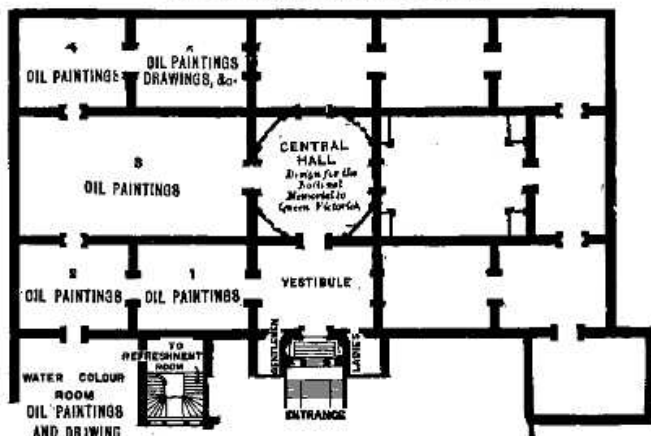 4
OIL PAINTINGS
5
OIL PAINTINGS
DRAWINGS, &c.
3
OIL PAINTINGS
CENTRAL
HALL
Design for the
National
Memorial to
Queen Victoria
2
OIL PAINTINGS
1
OIL PAINTINGS
VESTIBULE
WATER COLOUR
ROOM
OIL PAINTINGS
AND DRAWING
TO
REFRESHMENT
ROOM
GENTLEMEN
LADIES
ENTRANCE